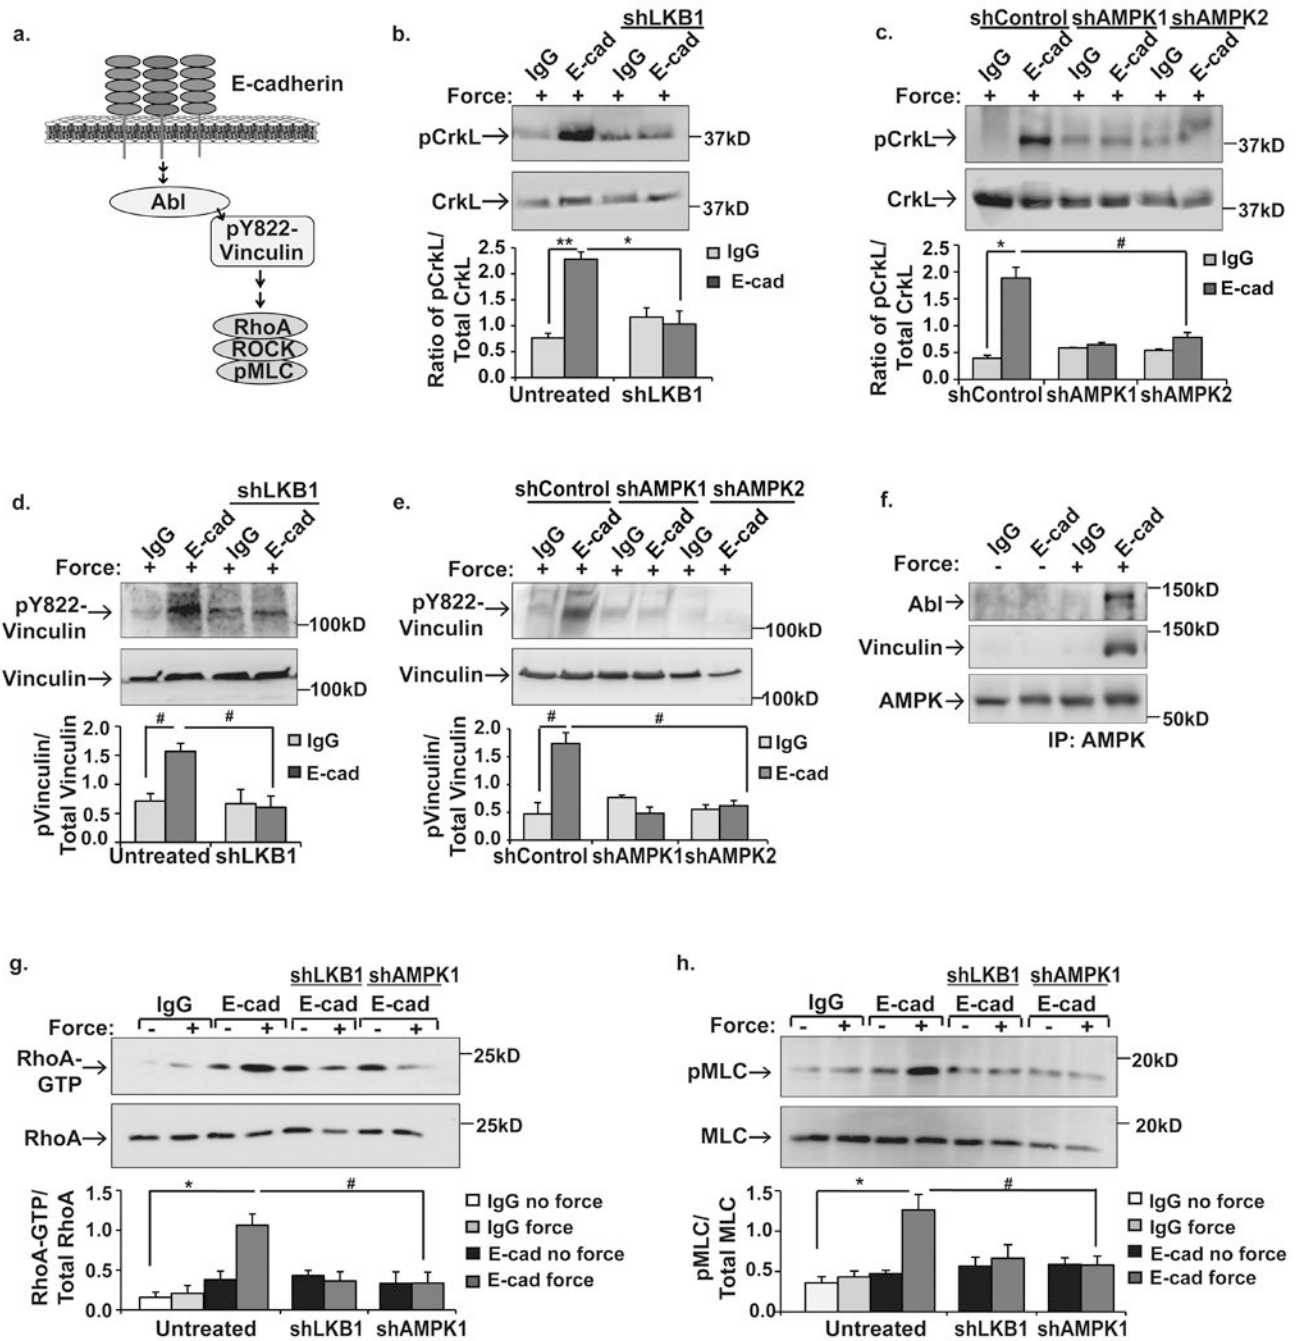 a.
E-cadherin
Abl
pY822-
Vinculin
RhoA
ROCK
pMLC
b.
shLKB1
IgG E-cad IgG E-cad
Force: + + + +
pCrkL→ 37kD
CrkL→ 37kD
Ratio of pCrkL/
Total CrkL
2.5
2.0
1.5
1.0
0.5
0.0
** *
IgG
E-cad
Untreated shLKB1
c.
shControl shAMPK1 shAMPK2
IgG E-cad IgG E-cad IgG E-cad
Force: + + + + + +
pCrkL→ 37kD
CrkL→ 37kD
Ratio of pCrkL/
Total CrkL
2.5
2.0
1.5
1.0
0.5
0.0
* #
IgG
E-cad
shControl shAMPK1 shAMPK2
d.
shLKB1
IgG E-cad IgG E-cad
Force: + + + +
pY822-
Vinculin → 100kD
Vinculin→ 100kD
pVinculin/
Total Vinculin
2.0
1.5
1.0
0.5
0.0
# #
IgG
E-cad
Untreated shLKB1
e.
shControl shAMPK1 shAMPK2
IgG E-cad IgG E-cad IgG E-cad
Force: + + + + + +
pY822-
Vinculin → 100kD
Vinculin→ 100kD
pVinculin/
Total Vinculin
2.0
1.5
1.0
0.5
0.0
# #
IgG
E-cad
shControl shAMPK1 shAMPK2
f.
IgG E-cad IgG E-cad
Force: - - + +
Abl→ 150kD
Vinculin→ 150kD
AMPK→ 50kD
IP: AMPK
g.
shLKB1 shAMPK1
IgG E-cad E-cad E-cad
Force: - + - + - + - +
RhoA-
GTP → 25kD
RhoA→ 25kD
RhoA-GTP/
Total RhoA
1.5
1.0
0.5
0.0
* #
IgG no force
IgG force
E-cad no force
E-cad force
Untreated shLKB1 shAMPK1
h.
shLKB1 shAMPK1
IgG E-cad E-cad E-cad
Force: - + - + - + - +
pMLC→ 20kD
MLC→ 20kD
pMLC/
Total MLC
1.5
1.0
0.5
0.0
* #
IgG no force
IgG force
E-cad no force
E-cad force
Untreated shLKB1 shAMPK1